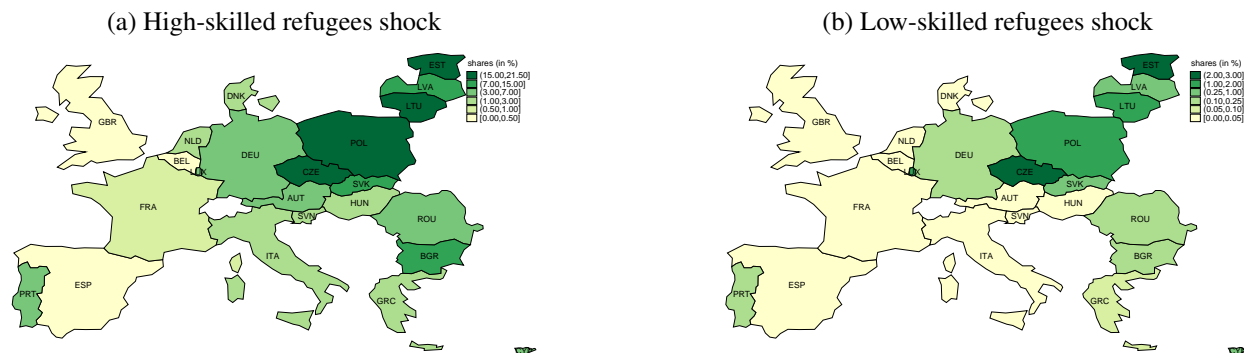 (a) High-skilled refugees shock
shares (in %)
(15.00,21.50]
(7.00,15.00]
(3.00,7.00]
(1.00,3.00]
(0.50,1.00]
[0.00,0.50]
EST
LVA
LTU
DNK
GBR
NLD
BEL
LUX
DEU
POL
CZE
SVK
AUT
HUN
SVN
FRA
ROU
BGR
ITA
ESP
PRT
GRC
(b) Low-skilled refugees shock
shares (in %)
(2.00,3.00]
(1.00,2.00]
(0.25,1.00]
(0.10,0.25]
(0.05,0.10]
[0.00,0.05]
EST
LVA
LTU
DNK
GBR
NLD
BEL
LUX
DEU
POL
CZE
SVK
AUT
HUN
SVN
FRA
ROU
BGR
ITA
ESP
PRT
GRC